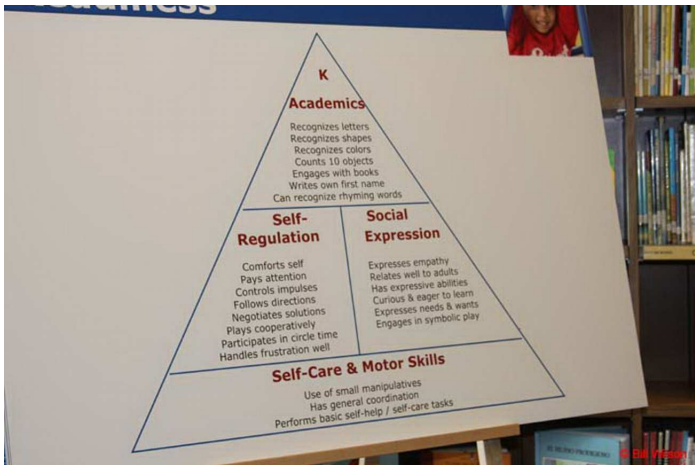 K
Academics
Recognizes letters
Recognizes shapes
Recognizes colors
Counts 10 objects
Engages with books
Writes own first name
Can recognize rhyming words
Self-
Regulation
Comforts self
Pays attention
Controls impulses
Follows directions
Negotiates solutions
Plays cooperatively
Participates in circle time
Handles frustration well
Social
Expression
Expresses empathy
Relates well to adults
Has expressive abilities
Curious & eager to learn
Expresses needs & wants
Engages in symbolic play
Self-Care & Motor Skills
Use of small manipulatives
Has general coordination
Performs basic self-help / self-care tasks
© Bill